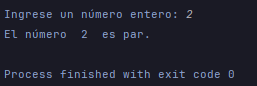 Ingrese un número entero: 2
El número  2  es par.
Process finished with exit code 0